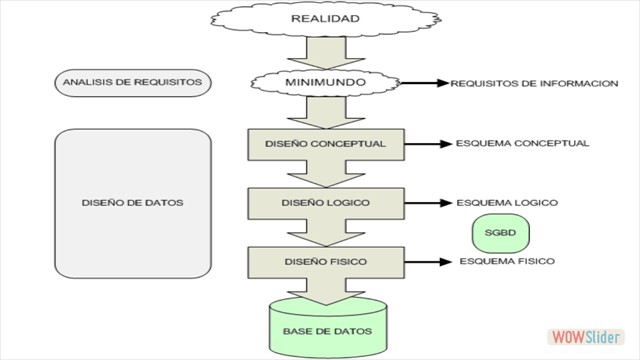 REALIDAD
ANALISIS DE REQUISITOS
MINIMUNDO
REQUISITOS DE INFORMACION
DISEÑO CONCEPTUAL
ESQUEMA CONCEPTUAL
DISEÑO DE DATOS
DISEÑO LOGICO
ESQUEMA LOGICO
SGBD
DISEÑO FISICO
ESQUEMA FISICO
BASE DE DATOS
WOWSlider